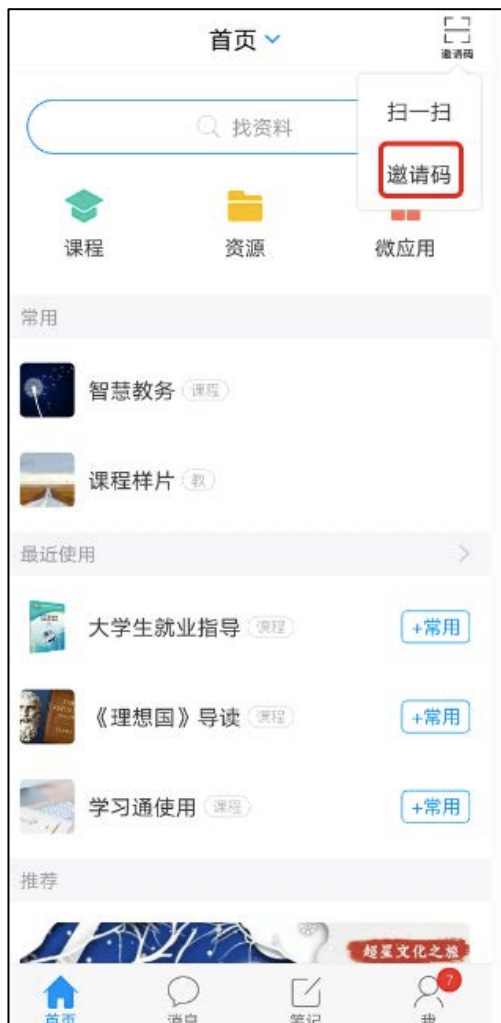 首页
邀请码
扫一扫
找资料
邀请码
课程
资源
微应用
常用
智慧教务 课程
课程样片 教
最近使用
大学生就业指导 课程 +常用
《理想国》导读 课程 +常用
学习通使用 课程 +常用
推荐
超星文化之旅
7
首页
消息
笔记
我